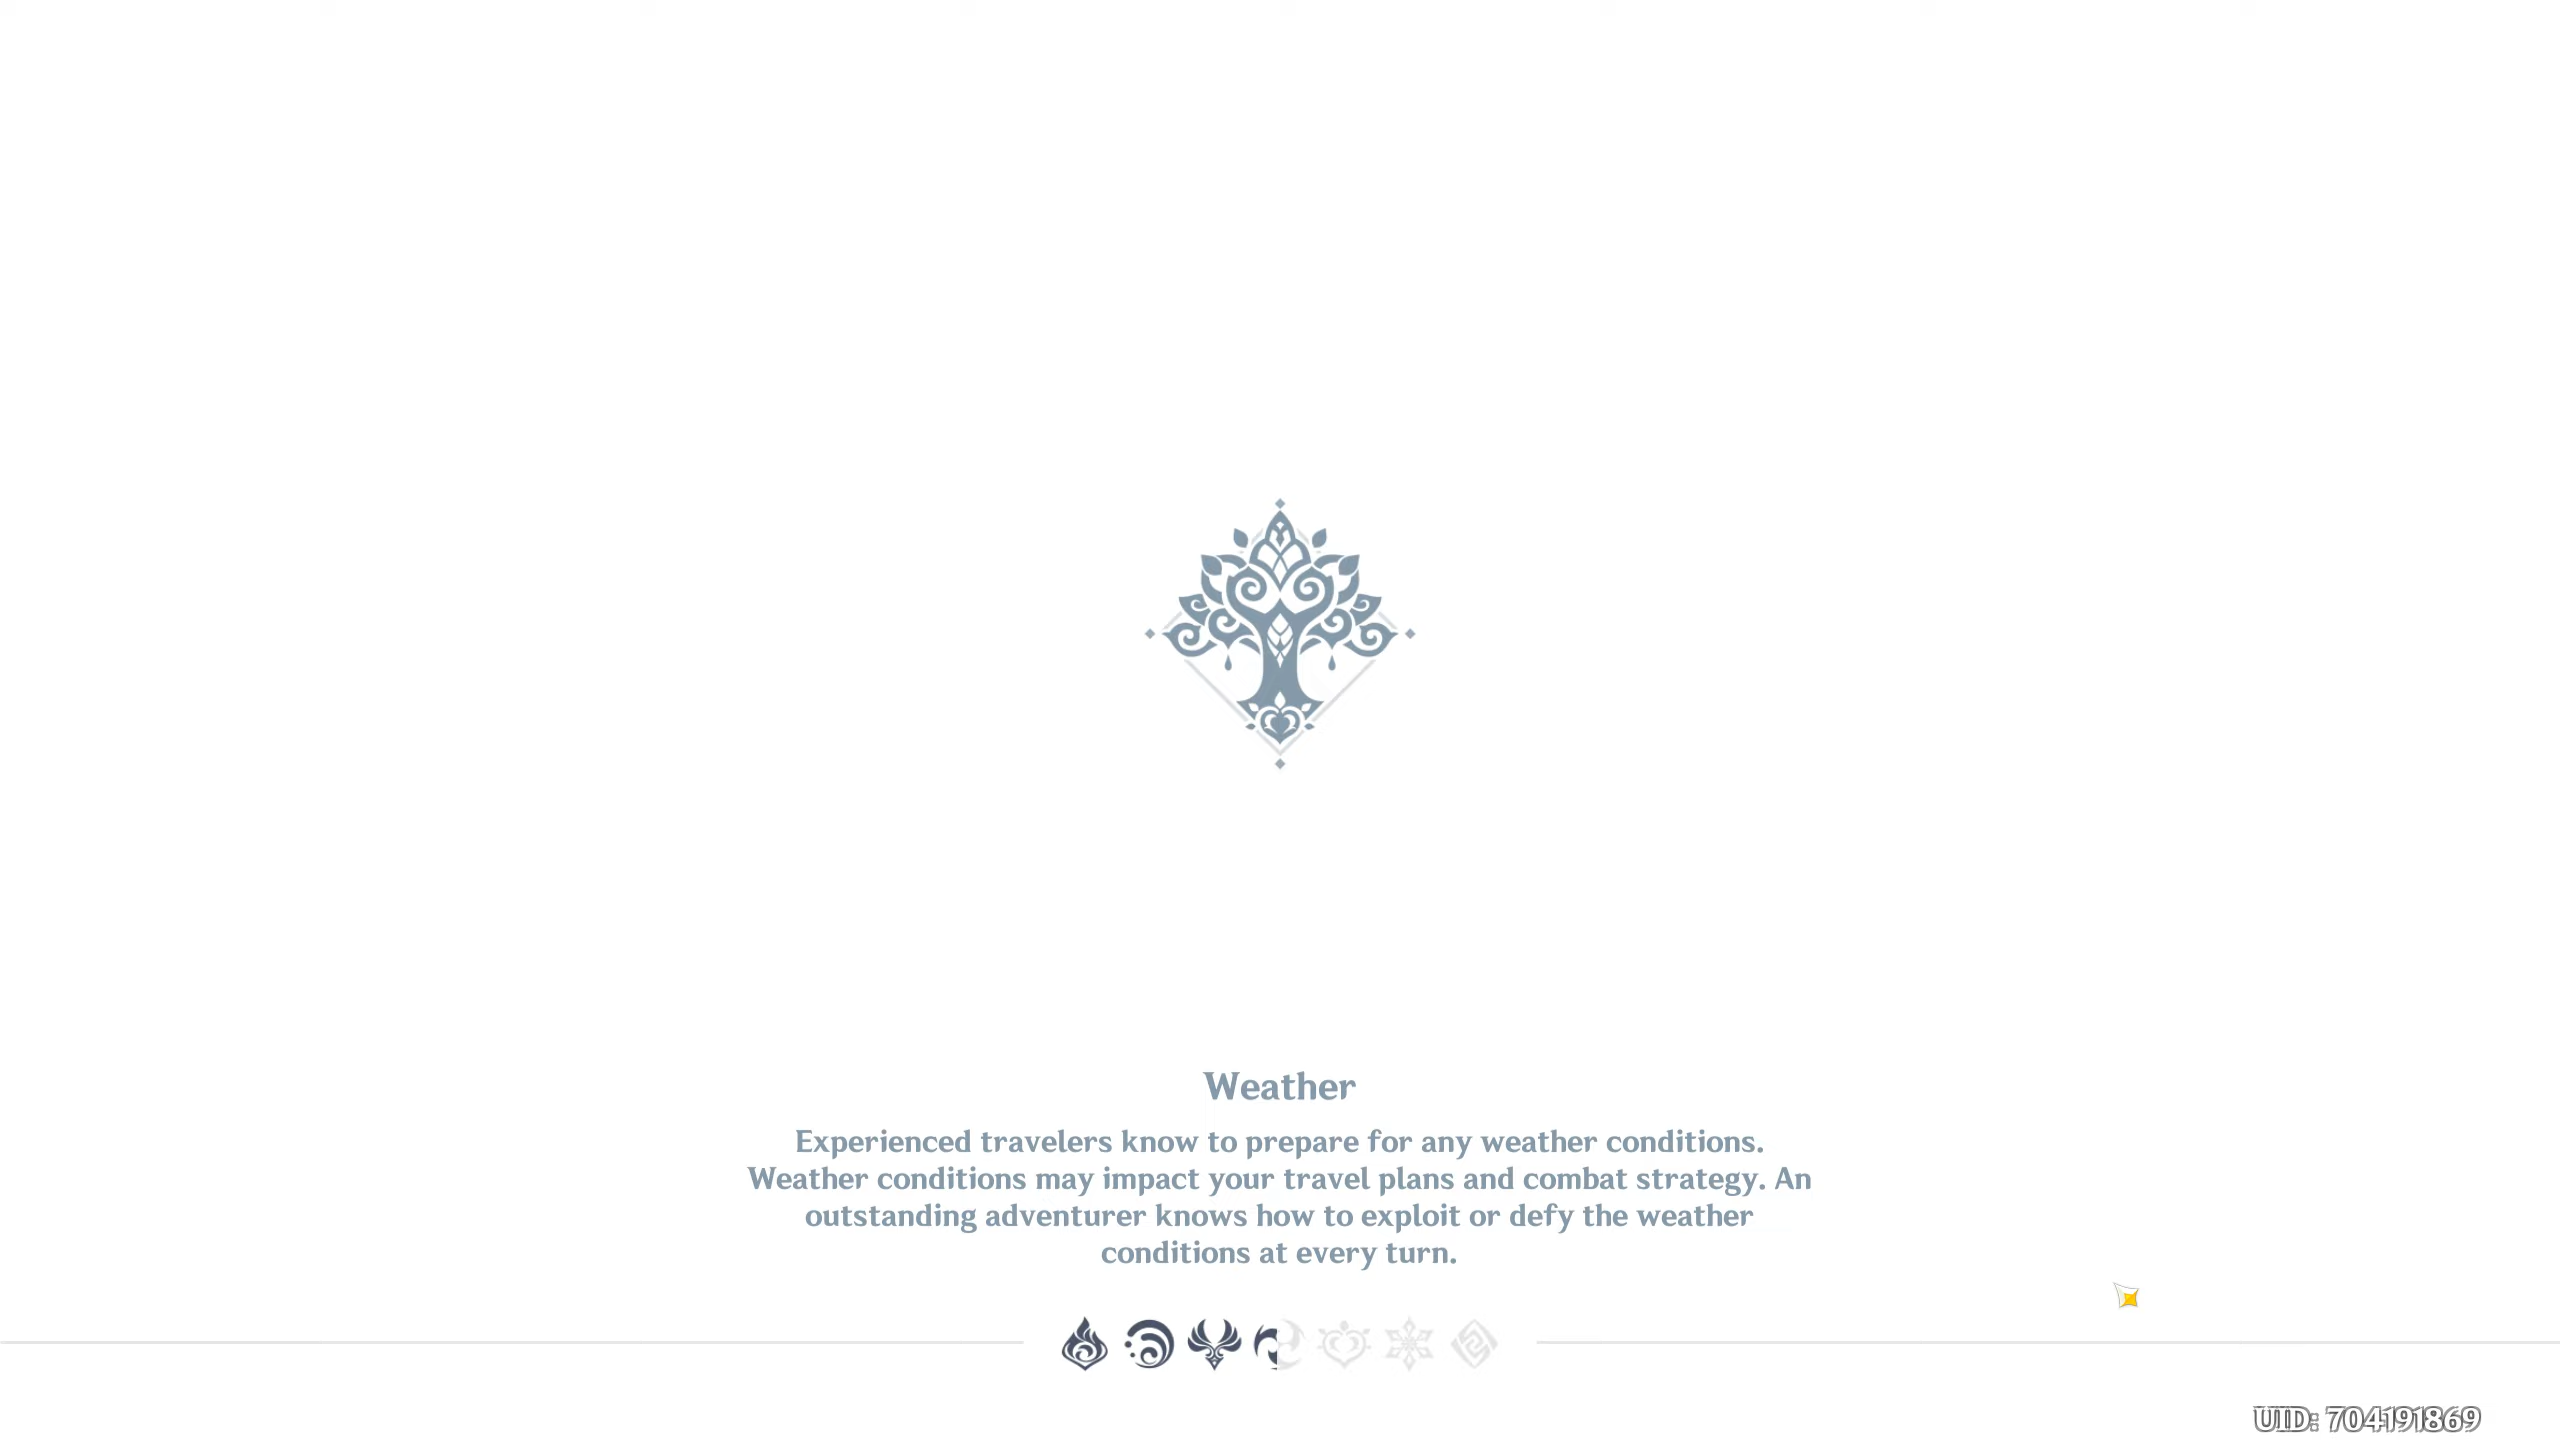 Weather
Experienced travelers know to prepare for any weather conditions.
Weather conditions may impact your travel plans and combat strategy. An
outstanding adventurer knows how to exploit or defy the weather
conditions at every turn.
UID: 704191869